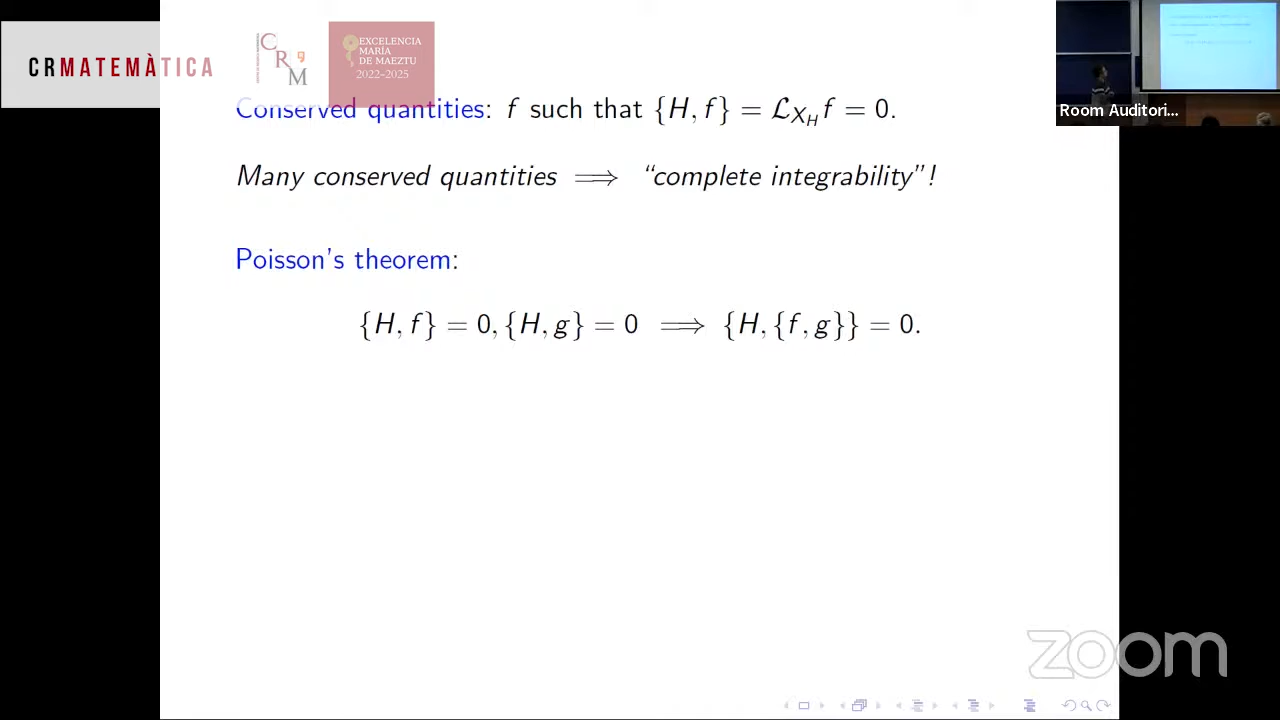 CRMATEMÀTICA
CRM
EXCELENCIA
MARÍA
DE MAEZTU
2022-2025
Room Auditori...
Conserved quantities: f such that {H, f} = ℒ_{X_H} f = 0.
Many conserved quantities ⟹ “complete integrability”!
Poisson’s theorem:
{H, f} = 0, {H, g} = 0 ⟹ {H, {f, g}} = 0.
zoom